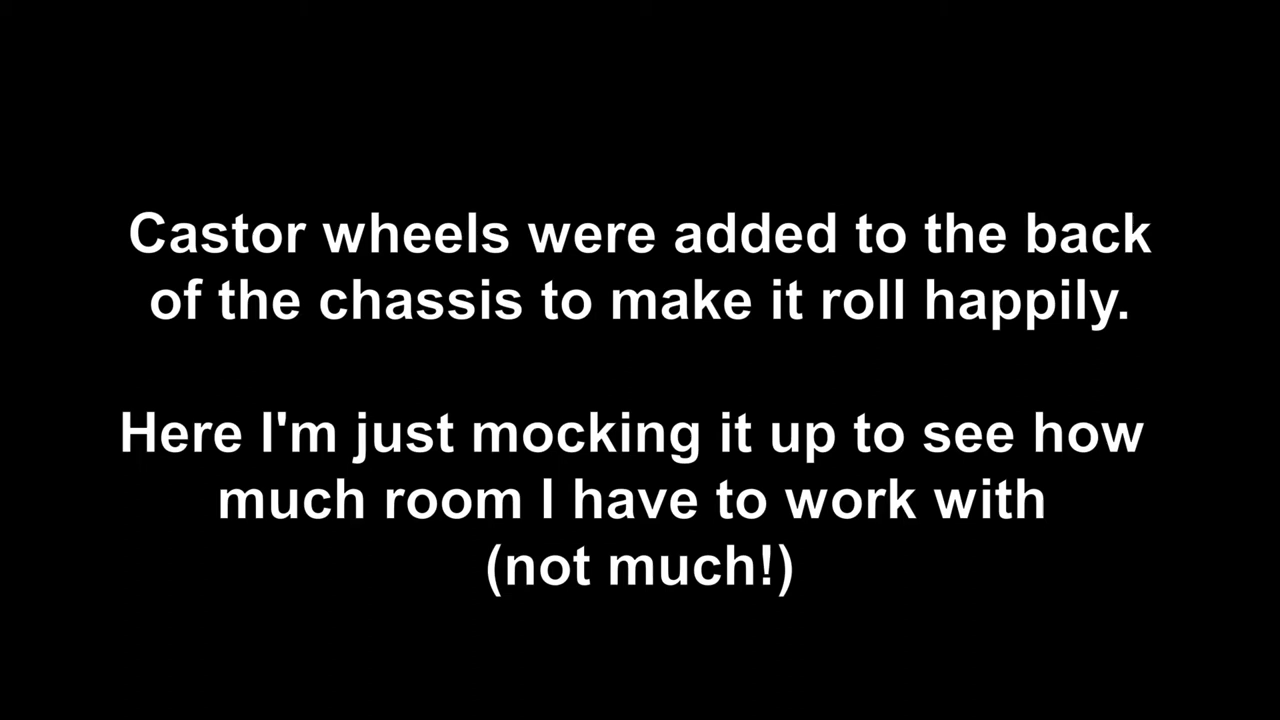 Castor wheels were added to the back
of the chassis to make it roll happily.
Here I'm just mocking it up to see how
much room I have to work with
(not much!)